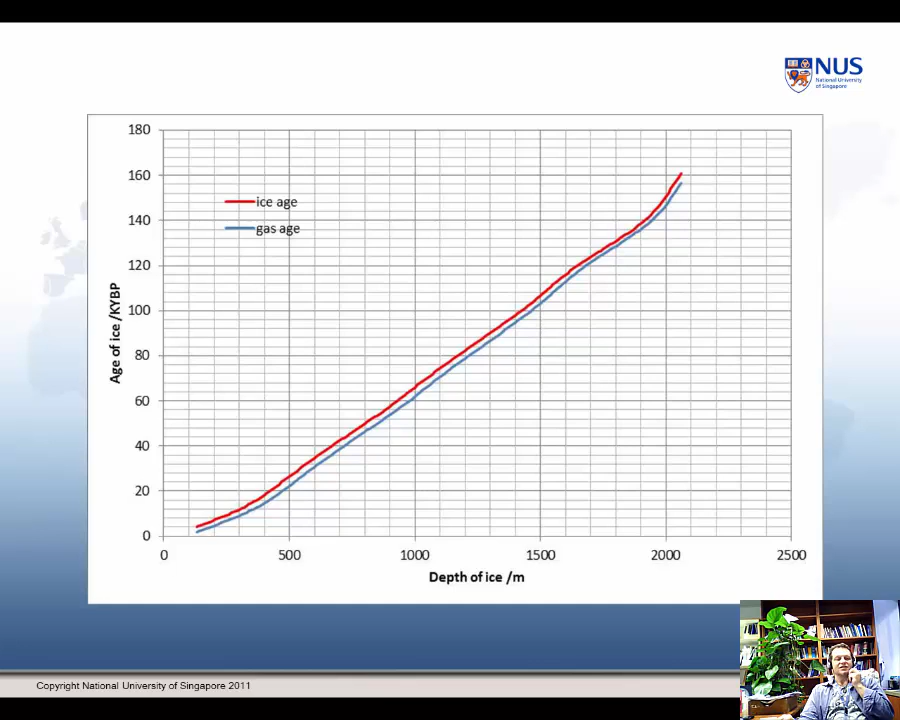 NUS
National University
of Singapore
180
160
140
120
100
80
60
40
20
0
Age of ice /KYBP
ice age
gas age
0 500 1000 1500 2000 2500
Depth of ice /m
Copyright National University of Singapore 2011